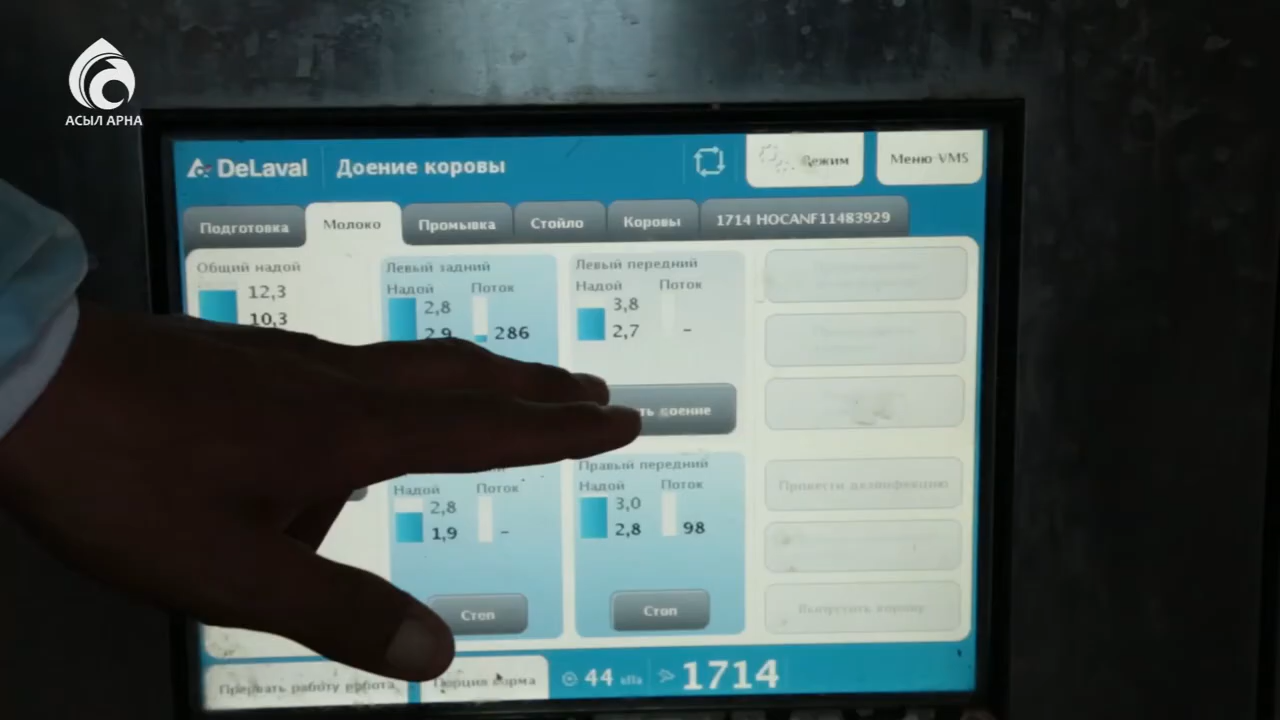 АСЫЛ АРНА
DeLaval
Доение коровы
Режим
Меню VMS
Подготовка
Молоко
Промывка
Стойло
Коровы
1714 HOCANF11483929
Общий надой
12,3
10,3
Левый задний
Надой Поток
2,8
2,9 286
Левый передний
Надой Поток
3,8
2,7 –
доение
Надой Поток
2,8
1,9 –
Стоп
Правый передний
Надой Поток
3,0
2,8 98
Стоп
Провести дезинфекцию
Выпустить корову
Прервать работу робота
Порция корма
44
1714